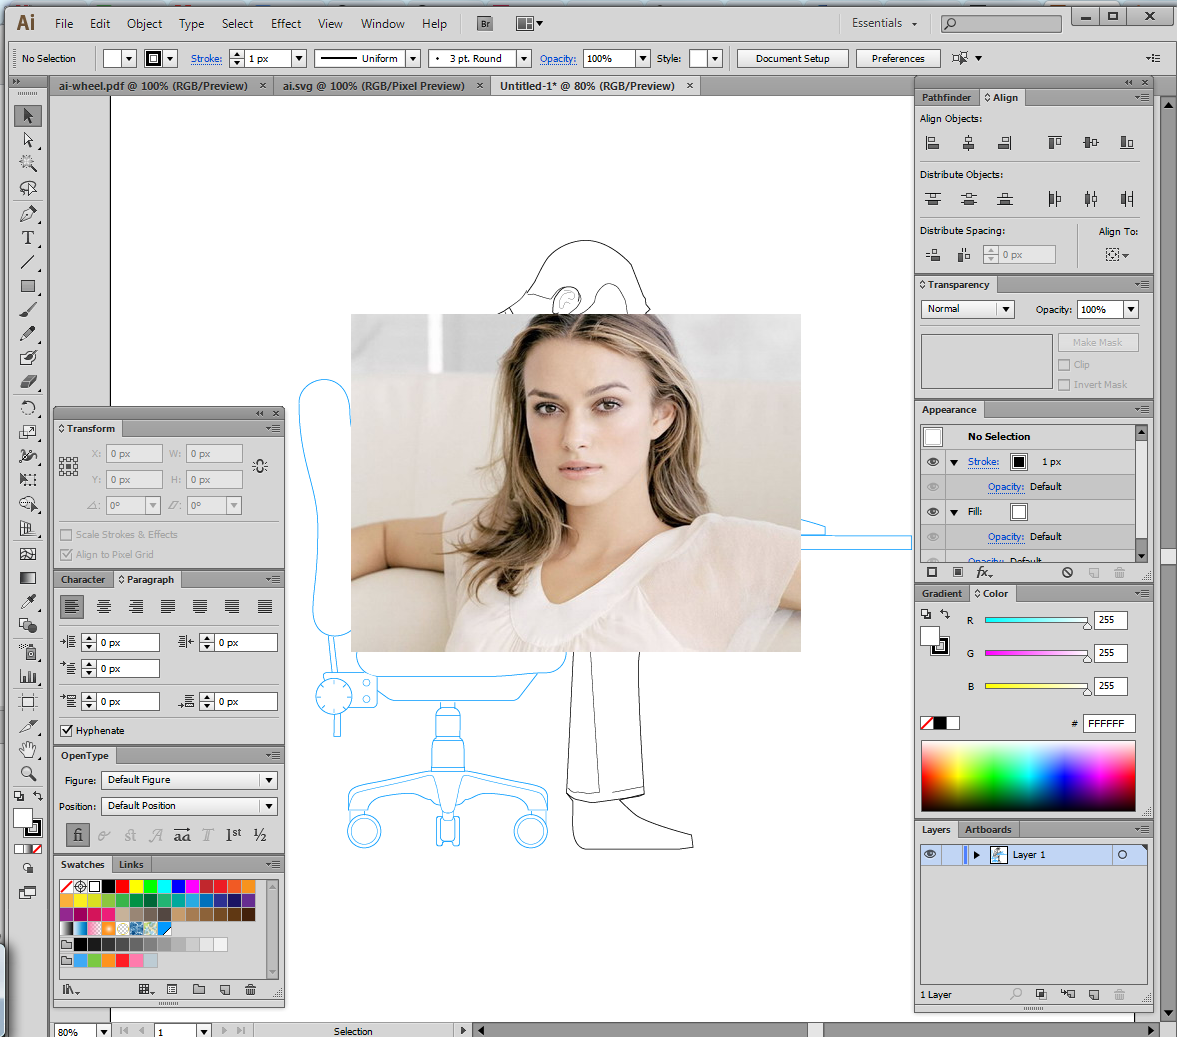 Ai File Edit Object Type Select Effect View Window Help Br Essentials
No Selection Stroke: 1 px Uniform 3 pt. Round Opacity: 100% Style: Document Setup Preferences
ai-wheel.pdf @ 100% (RGB/Preview) ai.svg @ 100% (RGB/Pixel Preview) Untitled-1* @ 80% (RGB/Preview)
Transform
X: 0 px W: 0 px
Y: 0 px H: 0 px
0° 0°
Scale Strokes & Effects
Align to Pixel Grid
Character Paragraph
0 px 0 px
0 px
0 px 0 px
Hyphenate
OpenType
Figure: Default Figure
Position: Default Position
fi st A aa T 1st ½
Swatches Links
80% 1 Selection
Pathfinder Align
Align Objects:
Distribute Objects:
Distribute Spacing: Align To:
0 px
Transparency
Normal Opacity: 100%
Make Mask
Clip
Invert Mask
Appearance
No Selection
Stroke: 1 px
Opacity: Default
Fill:
Opacity: Default
Opacity: Default
fx
Gradient Color
R 255
G 255
B 255
# FFFFFF
Layers Artboards
Layer 1
1 Layer